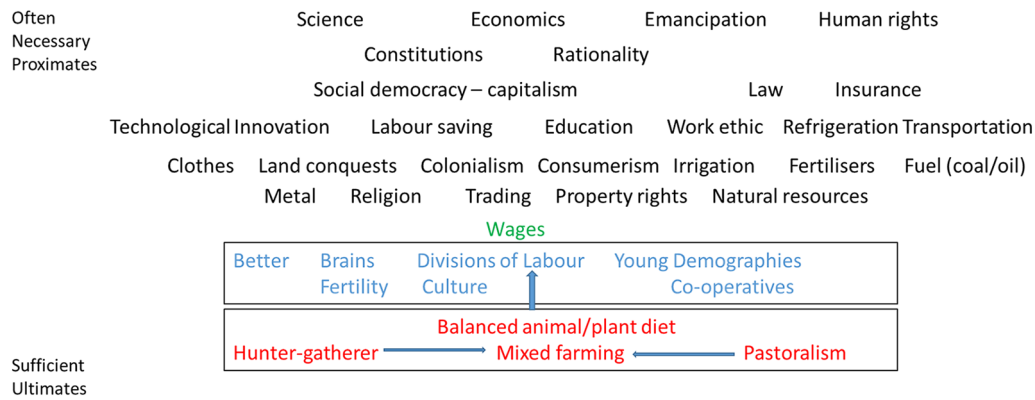 Often Necessary Proximates
Science Economics Emancipation Human rights
Constitutions Rationality
Social democracy – capitalism Law Insurance
Technological Innovation Labour saving Education Work ethic Refrigeration Transportation
Clothes Land conquests Colonialism Consumerism Irrigation Fertilisers Fuel (coal/oil)
Metal Religion Trading Property rights Natural resources
Wages
Better Brains Divisions of Labour Young Demographies
Fertility Culture Co-operatives
Balanced animal/plant diet
Hunter-gatherer Mixed farming Pastoralism
Sufficient
Ultimates